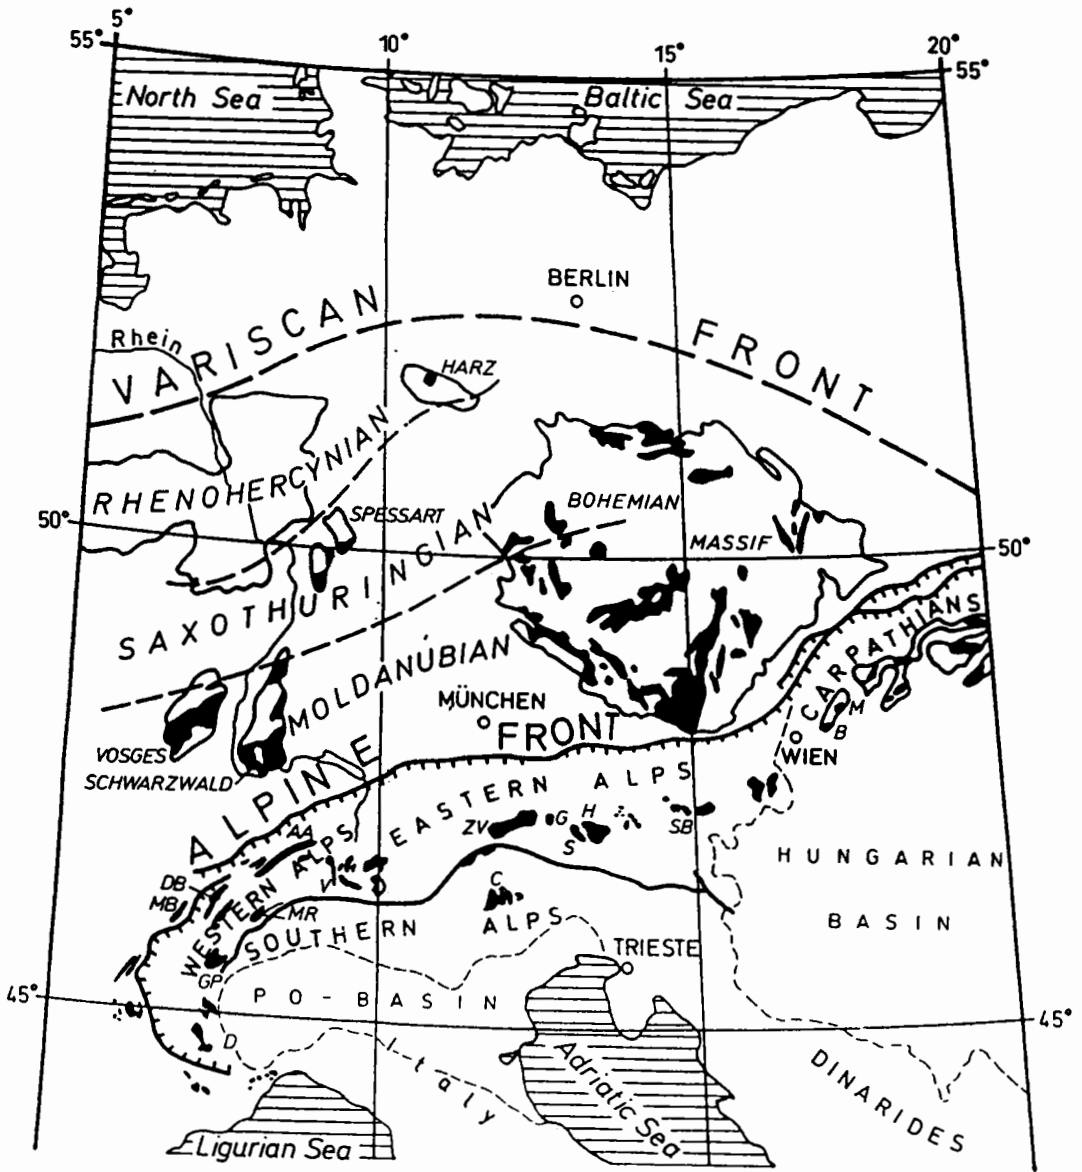 5°
55°
10°
15°
20°
55°
North Sea
Baltic Sea
BERLIN
VARISCAN FRONT
Rhein
HARZ
RHENOHERCYNIAN
SPESSART
50°
BOHEMIAN
MASSIF
50°
SAXOTHURINGIAN
CARPATHIANS
MOLDANUBIAN
MÜNCHEN
M
B
WIEN
VOSGES
SCHWARZWALD
ALPINE FRONT
EASTERN ALPS
ZV
G
H
S
SB
AA
WESTERN ALPS
V
DB
MB
MR
C
SOUTHERN ALPS
HUNGARIAN
BASIN
GP
TRIESTE
45°
PO-BASIN
45°
D
Italy
Adriatic Sea
DINARIDES
Ligurian Sea